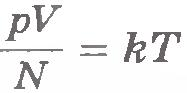 pV/N = kT